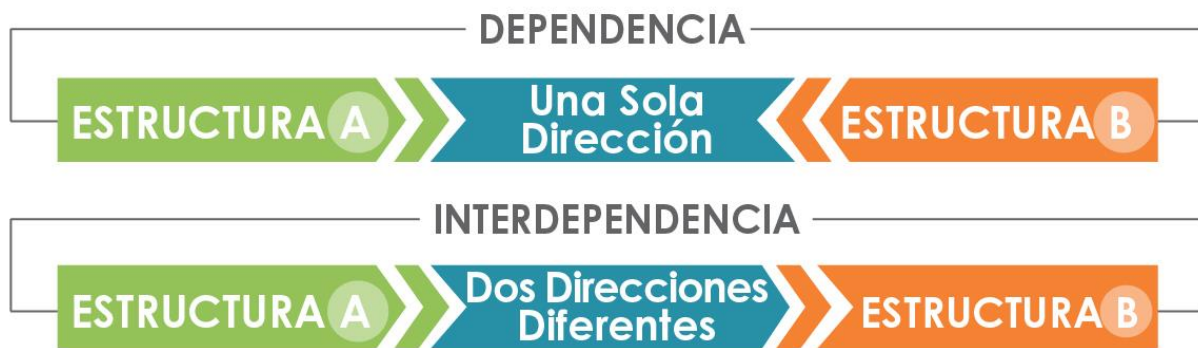 DEPENDENCIA
ESTRUCTURA A
Una Sola
Dirección
ESTRUCTURA B
INTERDEPENDENCIA
ESTRUCTURA A
Dos Direcciones
Diferentes
ESTRUCTURA B